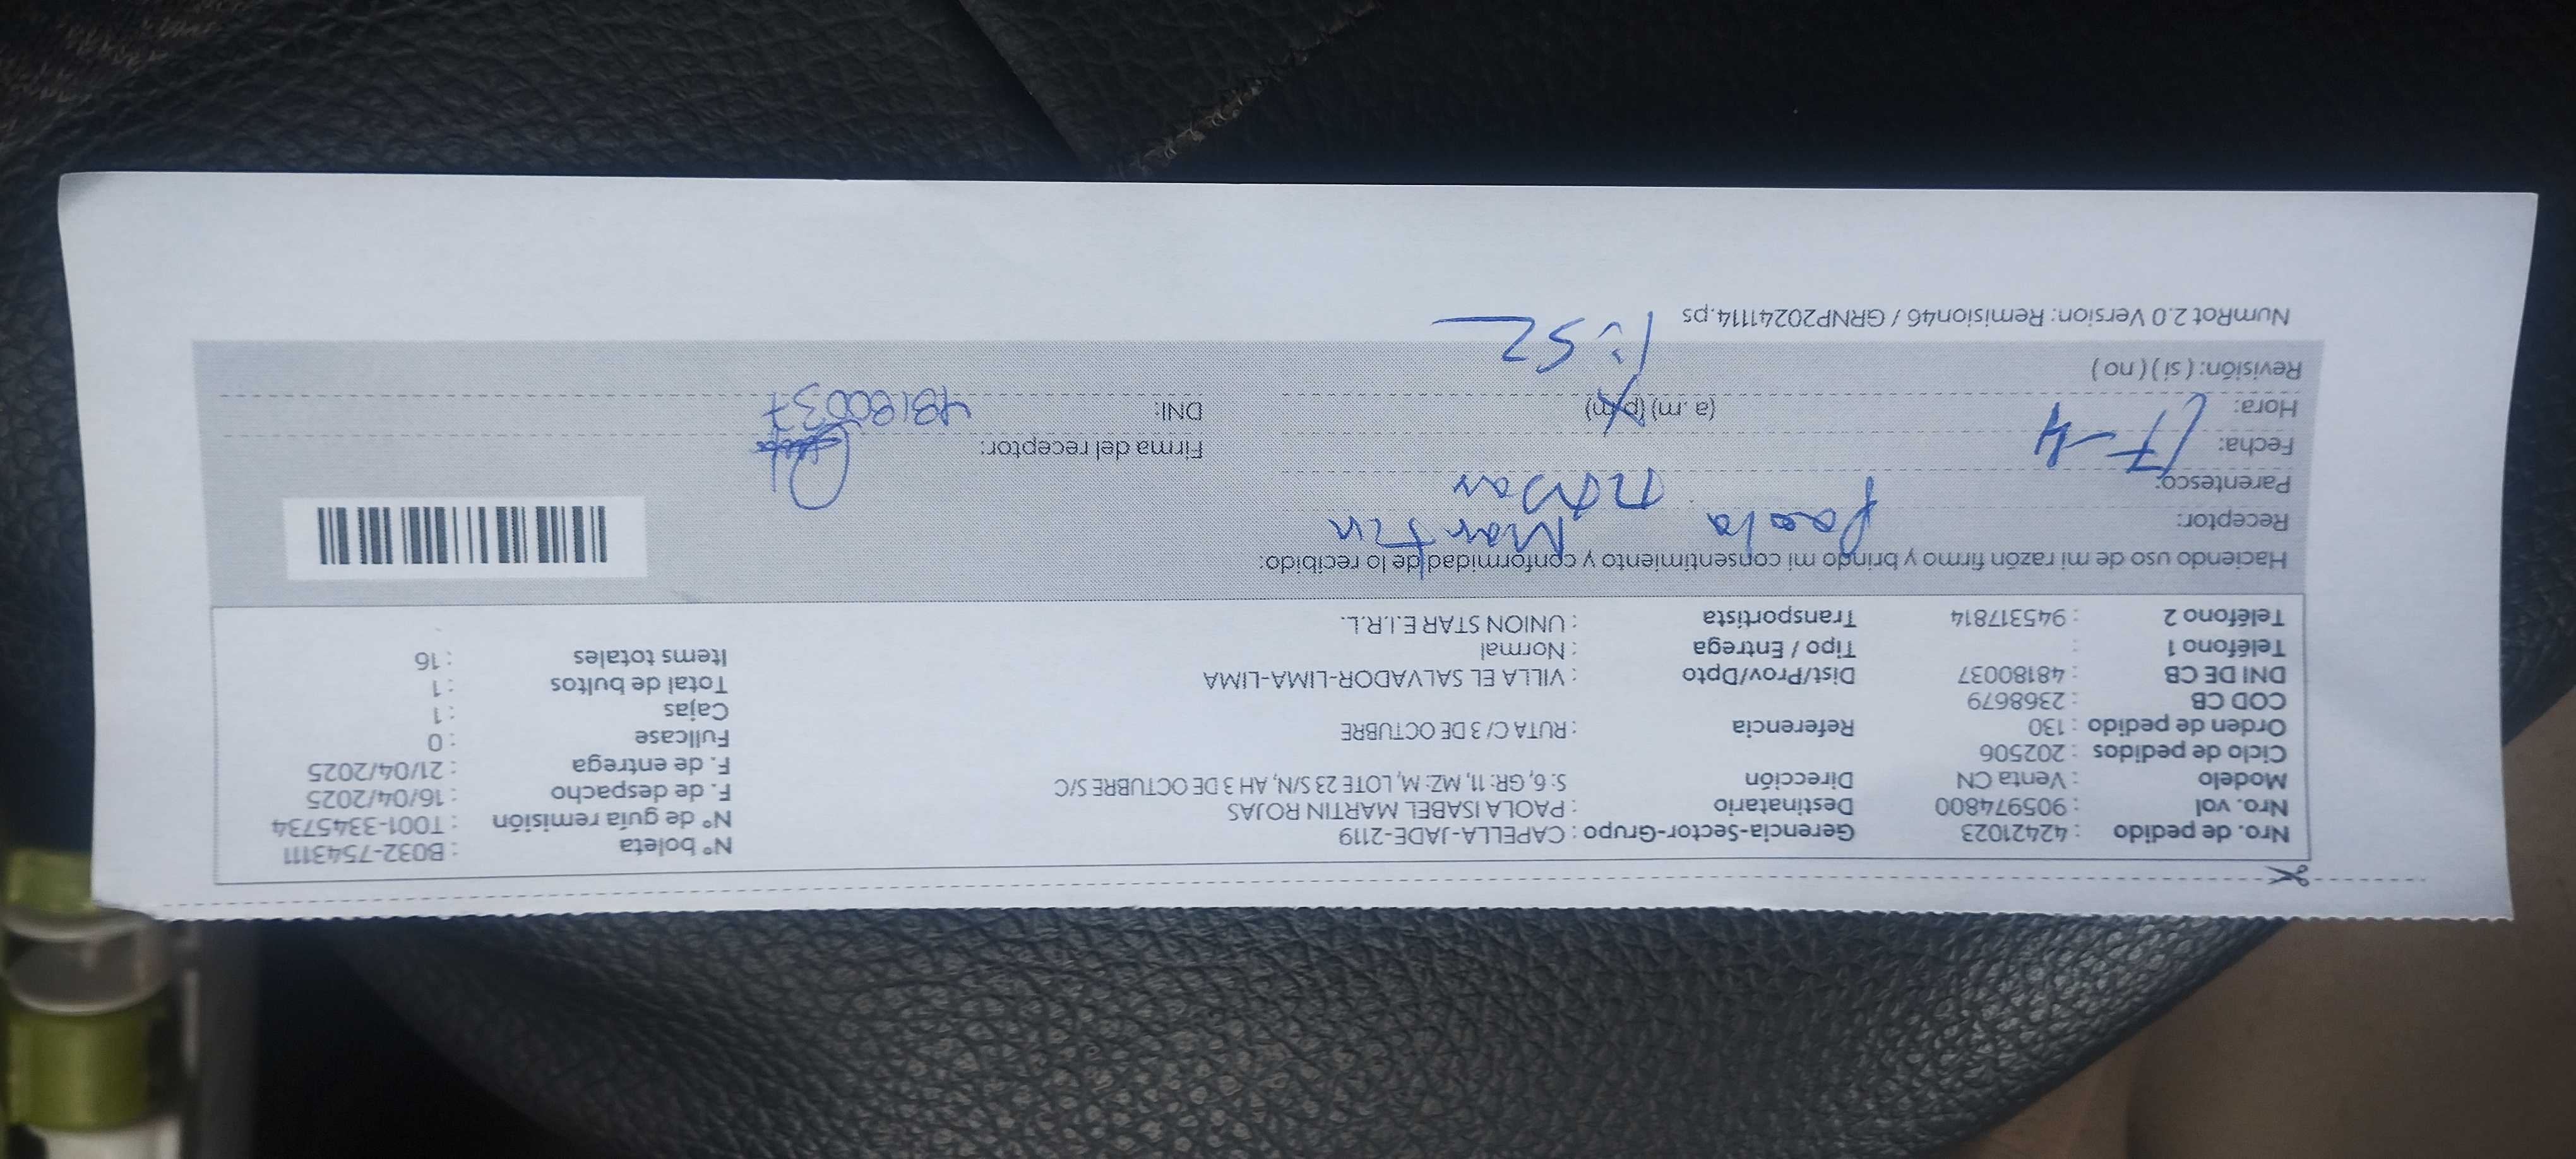 Nro. de pedido : 42421023 Gerencia-Sector-Grupo : CAPELLA-JADE-2119 N° boleta : B032-7543111
Nro. vol : 905974800 Destinatario : PAOLA ISABEL MARTIN ROJAS N° de guía remisión : T001-3345734
Modelo : Venta CN Dirección S: 6, GR: 11, MZ: M, LOTE 23 S/N, AH 3 DE OCTUBRE S/C F. de despacho : 16/04/2025
Ciclo de pedidos : 202506 F. de entrega : 21/04/2025
Orden de pedido : 130 Referencia : RUTA C/ 3 DE OCTUBRE Fullcase : 0
COD CB : 2368679 Cajas : 1
DNI DE CB : 48180037 Dist/Prov/Dpto : VILLA EL SALVADOR-LIMA-LIMA Total de bultos : 1
Teléfono 1 : Tipo / Entrega : Normal Items totales : 16
Teléfono 2 : 945317814 Transportista : UNION STAR E.I.R.L.
Haciendo uso de mi razón firmo y brindo mi consentimiento y conformidad de lo recibido:
Receptor: Paola Martin
Parentesco:
Fecha: 17-4 Firma del receptor:
Hora: (a. m) (p. m) DNI: 48180037
Revisión: ( si ) ( no ) 1:52
NumRot 2.0 Version: Remision46 / GRNP20241114.ps